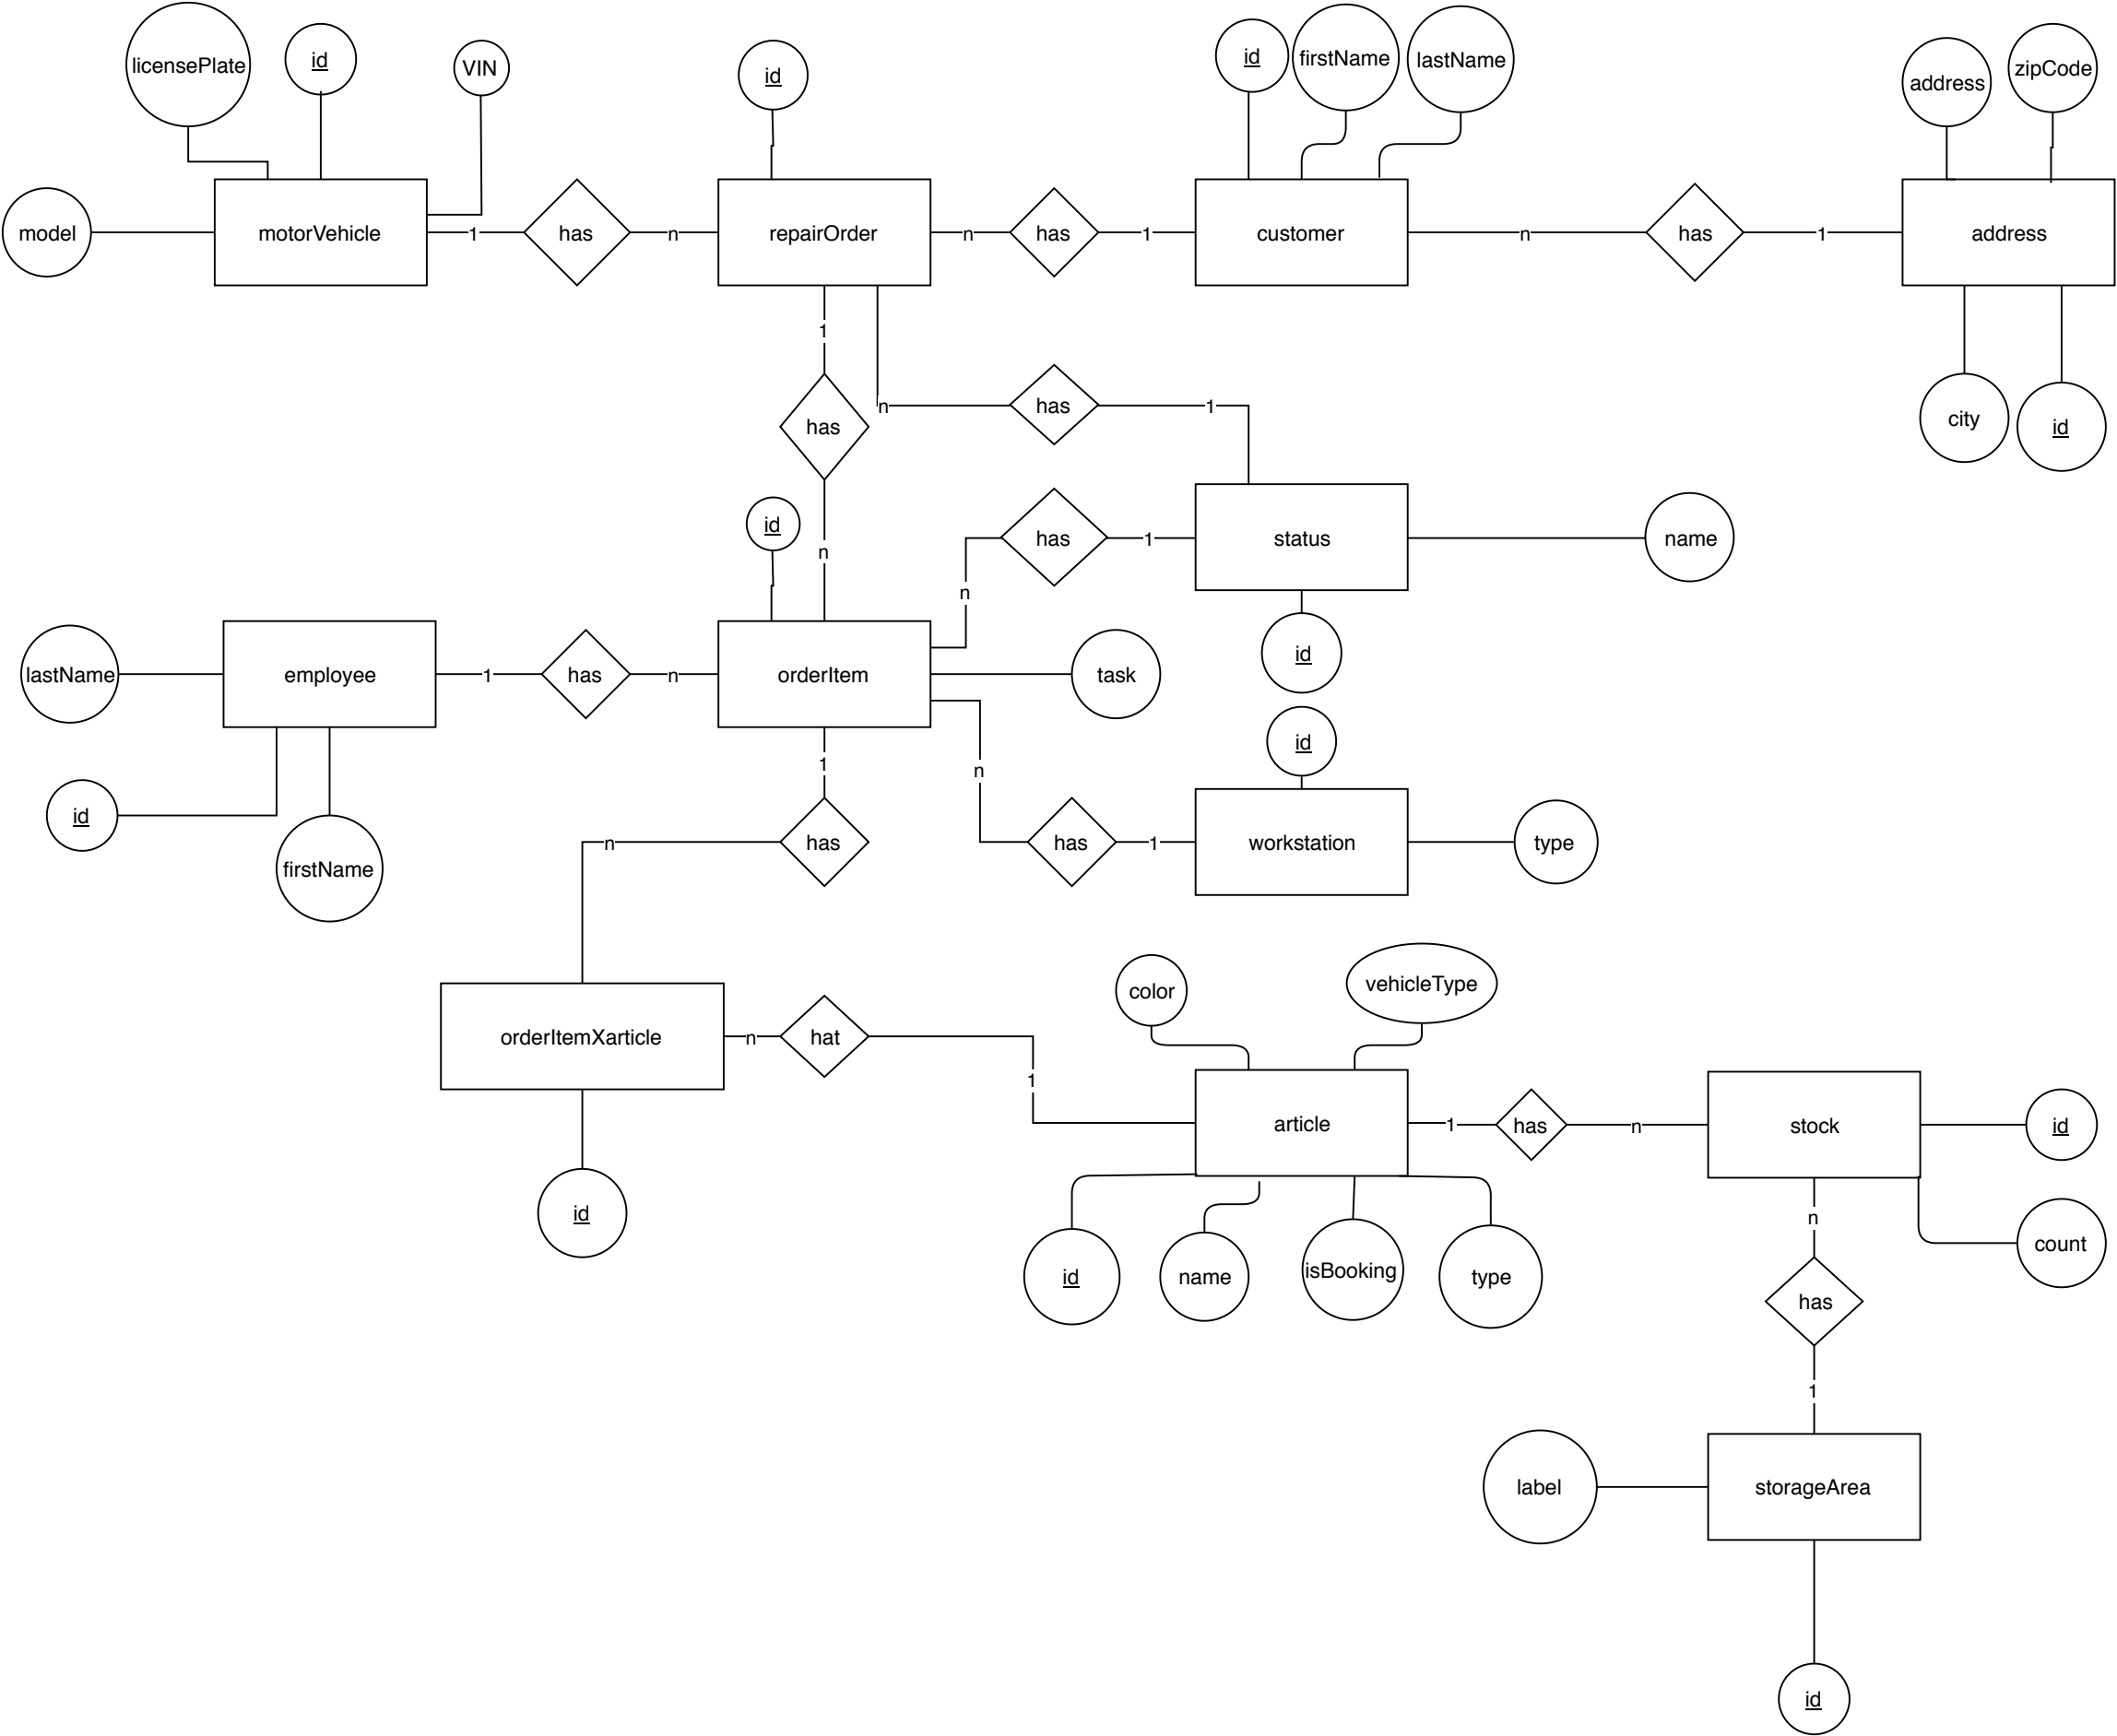 licensePlate
id
VIN
id
id
firstName
lastName
address
zipCode
model
motorVehicle
1
has
n
repairOrder
n
has
1
customer
n
has
1
address
1
n
has
1
has
city
id
id
n
has
1
status
name
n
id
lastName
employee
1
has
n
orderItem
task
id
1
n
id
firstName
n
has
has
1
workstation
type
color
vehicleType
orderItemXarticle
n
hat
1
article
1
has
n
stock
id
id
id
name
isBooking
type
n
count
has
1
label
storageArea
id